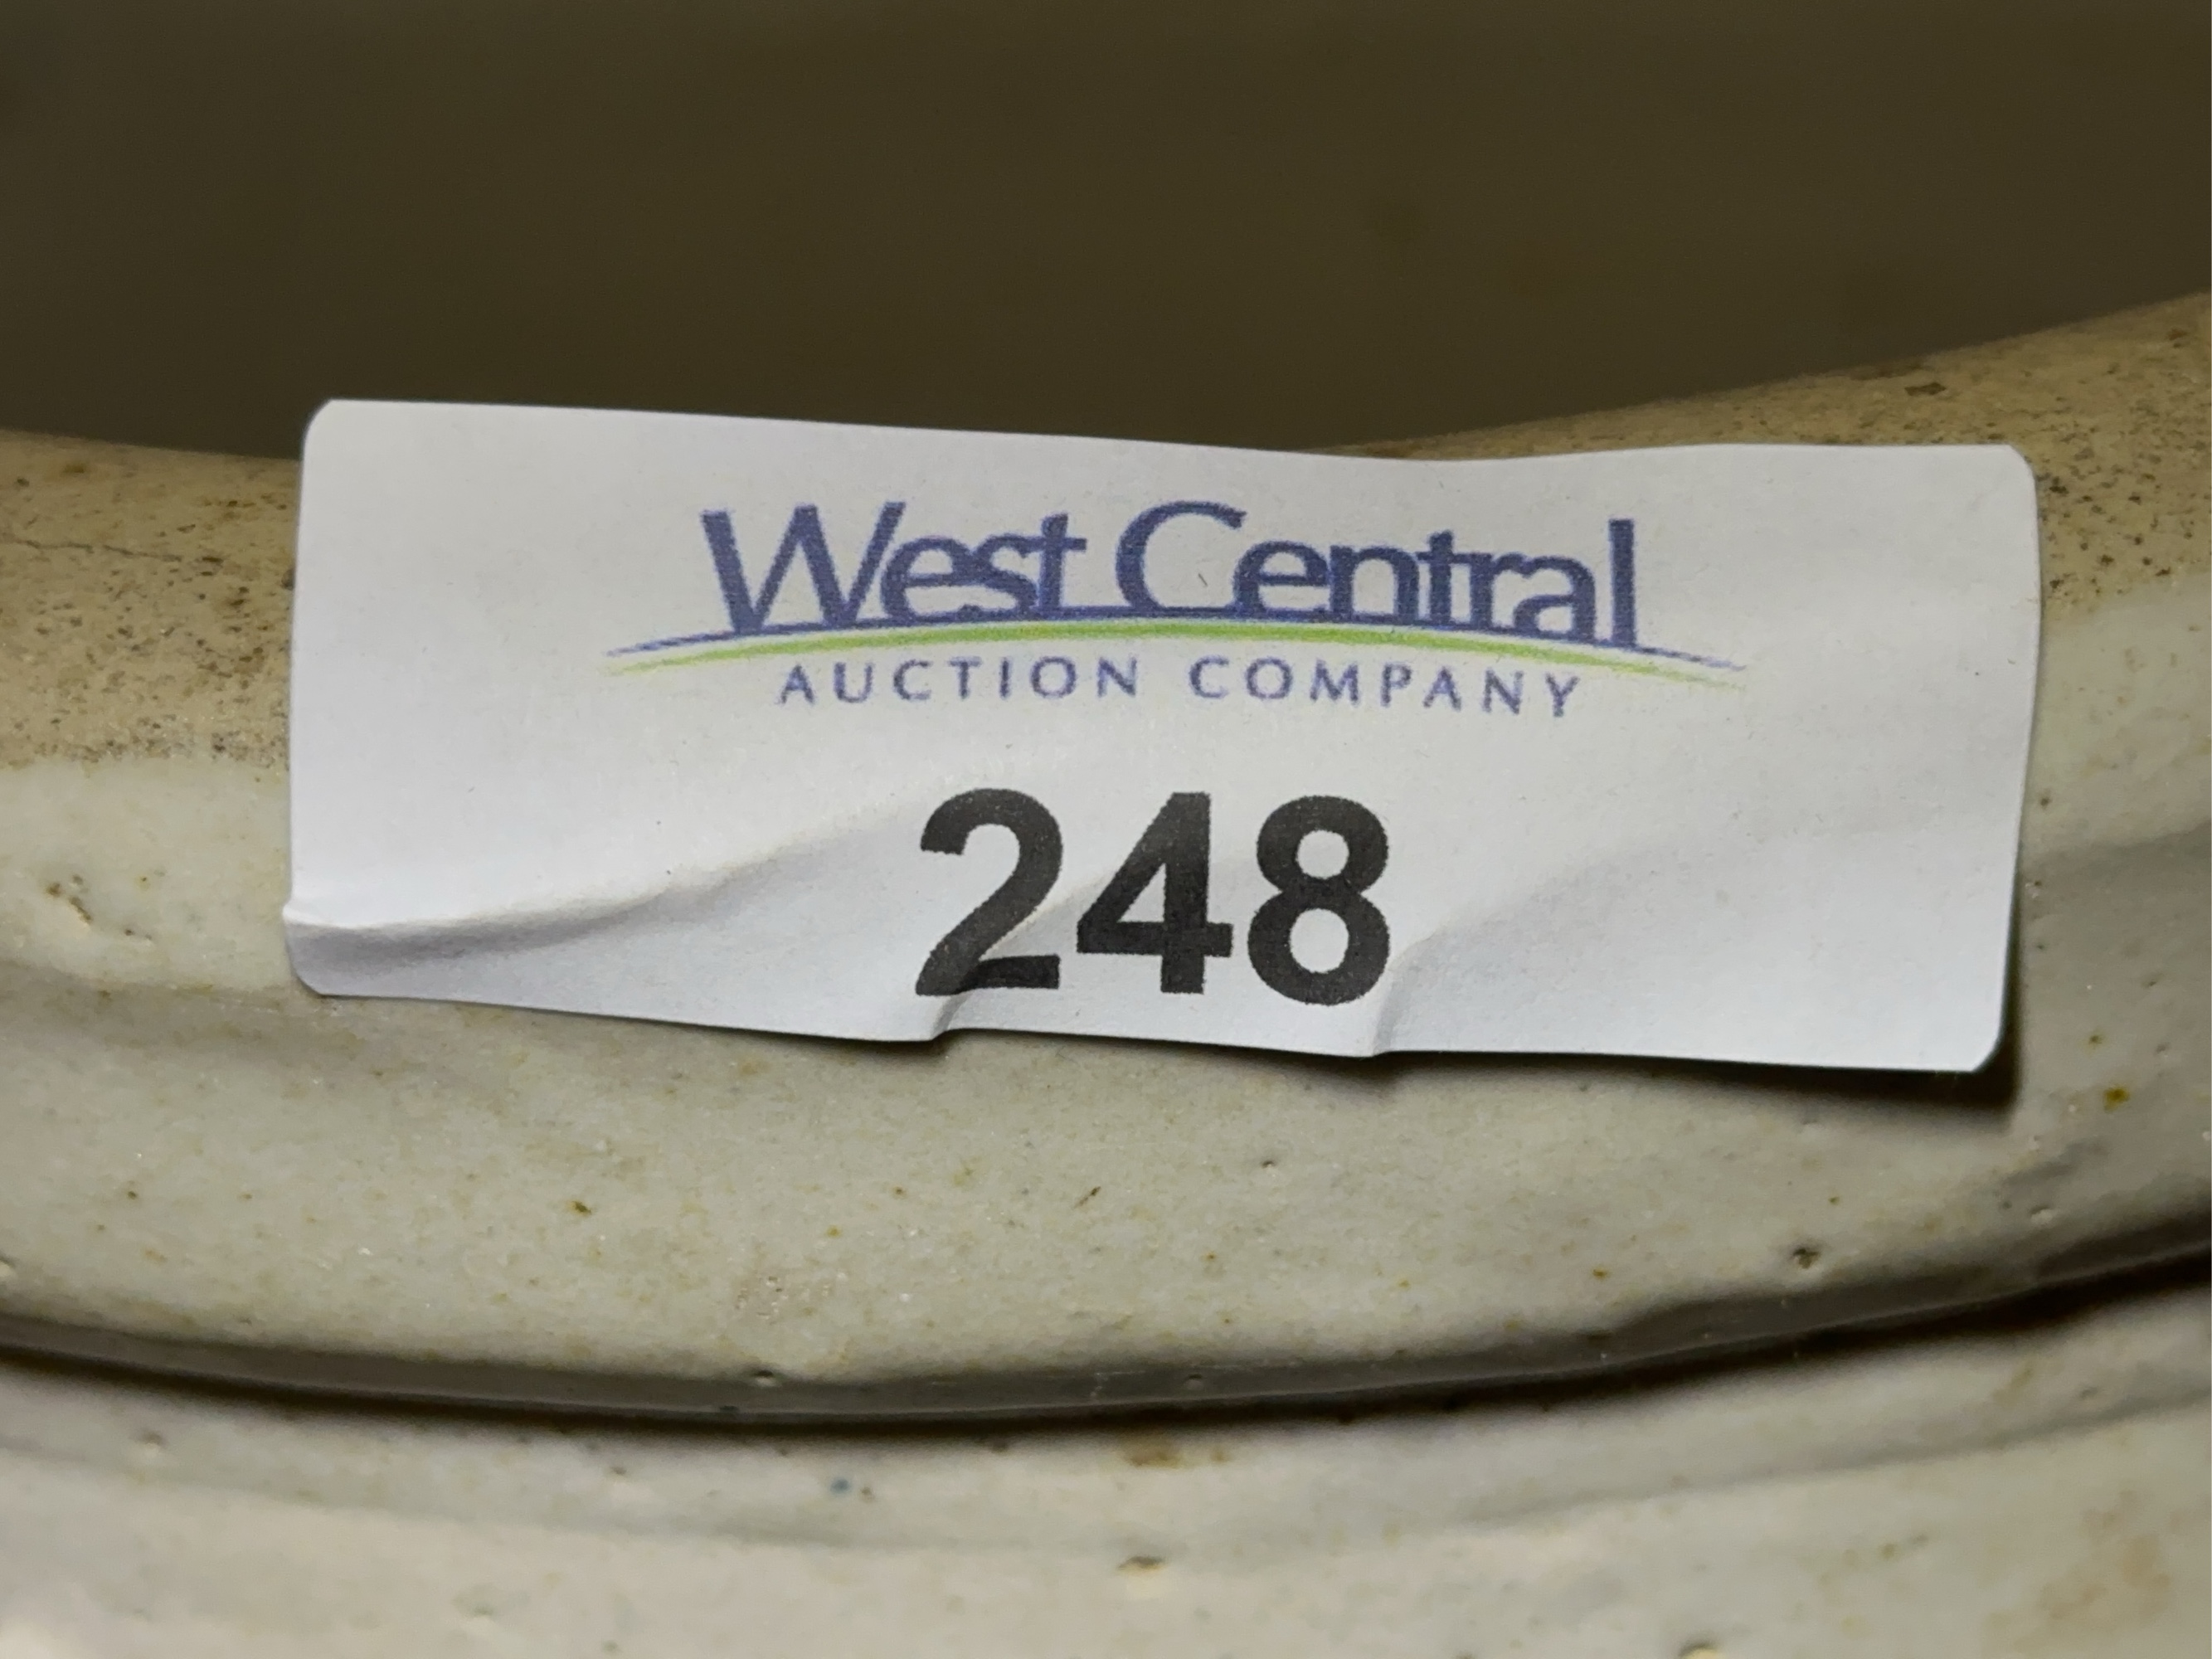 West Central
AUCTION COMPANY
248